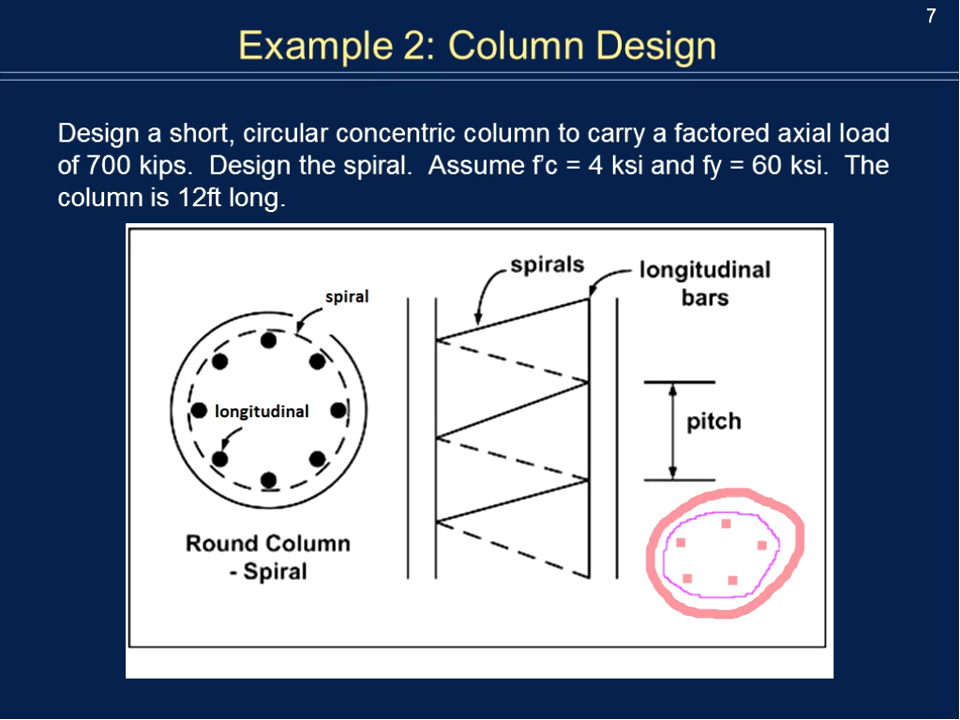 7
Example 2: Column Design
Design a short, circular concentric column to carry a factored axial load
of 700 kips. Design the spiral. Assume f'c = 4 ksi and fy = 60 ksi. The
column is 12ft long.
spirals
longitudinal
bars
spiral
longitudinal
pitch
Round Column
- Spiral